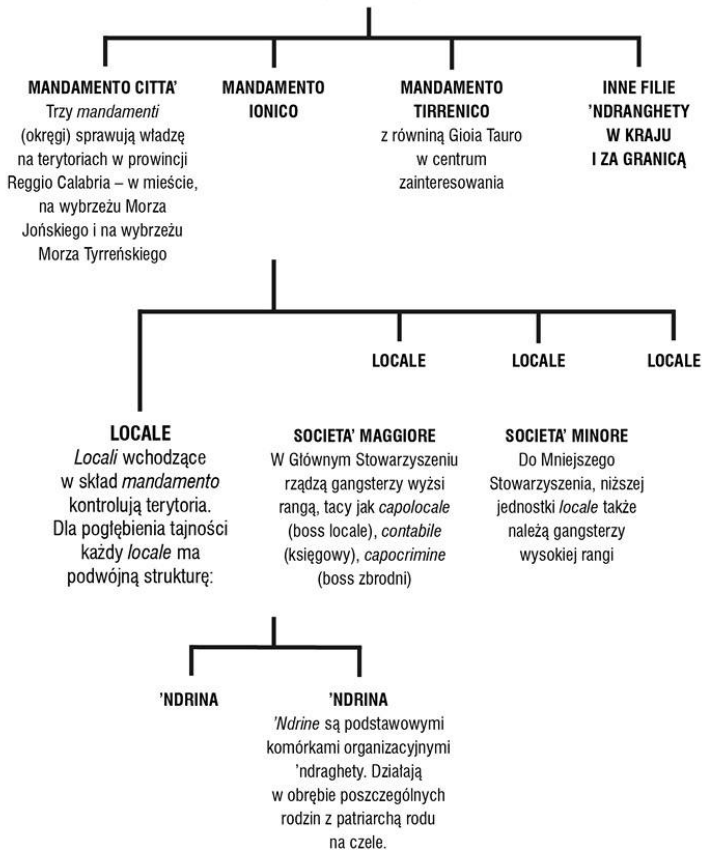 MANDAMENTO CITTA'
Trzy mandamenti
(okręgi) sprawują władzę
na terytoriach w prowincji
Reggio Calabria – w mieście,
na wybrzeżu Morza
Jońskiego i na wybrzeżu
Morza Tyrreńskiego
MANDAMENTO
IONICO
MANDAMENTO
TIRRENICO
z równiną Gioia Tauro
w centrum
zainteresowania
INNE FILIE
'NDRANGHETY
W KRAJU
I ZA GRANICĄ
LOCALE
LOCALE
LOCALE
LOCALE
Locali wchodzące
w skład mandamento
kontrolują terytoria.
Dla pogłębienia tajności
każdy locale ma
podwójną strukturę:
SOCIETA' MAGGIORE
W Głównym Stowarzyszeniu
rządzą gangsterzy wyżsi
rangą, tacy jak capolocale
(boss locale), contabile
(księgowy), capocrimine
(boss zbrodni)
SOCIETA' MINORE
Do Mniejszego
Stowarzyszenia, niższej
jednostki locale także
należą gangsterzy
wysokiej rangi
'NDRINA
'NDRINA
'Ndrine są podstawowymi
komórkami organizacyjnymi
'ndraghety. Działają
w obrębie poszczególnych
rodzin z patriarchą rodu
na czele.